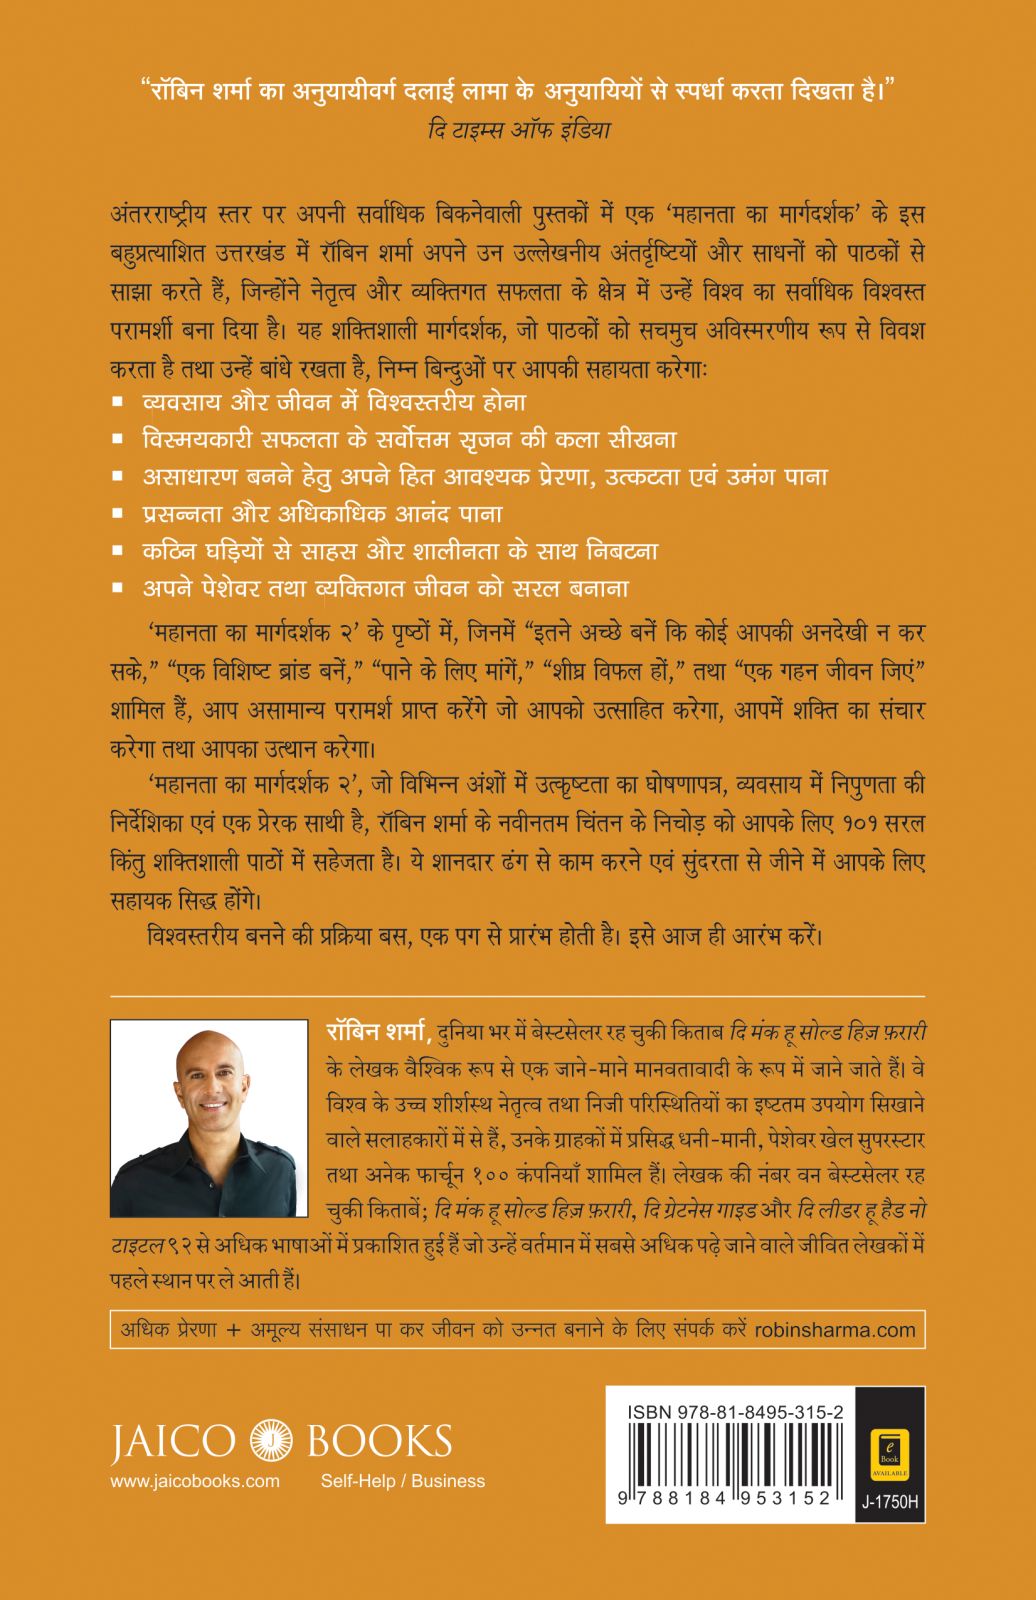 “रॉबिन शर्मा का अनुयायीवर्ग दलाई लामा के अनुयायियों से स्पर्धा करता दिखता है।”
दि टाइम्स ऑफ इंडिया
अंतरराष्ट्रीय स्तर पर अपनी सर्वाधिक बिकनेवाली पुस्तकों में एक ‘महानता का मार्गदर्शक’ के इस
बहुप्रत्याशित उत्तरखंड में रॉबिन शर्मा अपने उन उल्लेखनीय अंतर्दृष्टियों और साधनों को पाठकों से
साझा करते हैं, जिन्होंने नेतृत्व और व्यक्तिगत सफलता के क्षेत्र में उन्हें विश्व का सर्वाधिक विश्वस्त
परामर्शी बना दिया है। यह शक्तिशाली मार्गदर्शक, जो पाठकों को सचमुच अविस्मरणीय रूप से विवश
करता है तथा उन्हें बांधे रखता है, निम्न बिन्दुओं पर आपकी सहायता करेगाः
▪ व्यवसाय और जीवन में विश्वस्तरीय होना
▪ विस्मयकारी सफलता के सर्वोत्तम सृजन की कला सीखना
▪ असाधारण बनने हेतु अपने हित आवश्यक प्रेरणा, उत्कटता एवं उमंग पाना
▪ प्रसन्नता और अधिकाधिक आनंद पाना
▪ कठिन घड़ियों से साहस और शालीनता के साथ निबटना
▪ अपने पेशेवर तथा व्यक्तिगत जीवन को सरल बनाना
‘महानता का मार्गदर्शक २’ के पृष्ठों में, जिनमें “इतने अच्छे बनें कि कोई आपकी अनदेखी न कर
सके,” “एक विशिष्ट ब्रांड बनें,” “पाने के लिए मांगें,” “शीघ्र विफल हों,” तथा “एक गहन जीवन जिएं”
शामिल हैं, आप असामान्य परामर्श प्राप्त करेंगे जो आपको उत्साहित करेगा, आपमें शक्ति का संचार
करेगा तथा आपका उत्थान करेगा।
‘महानता का मार्गदर्शक २’, जो विभिन्न अंशों में उत्कृष्टता का घोषणापत्र, व्यवसाय में निपुणता की
निर्देशिका एवं एक प्रेरक साथी है, रॉबिन शर्मा के नवीनतम चिंतन के निचोड़ को आपके लिए १०१ सरल
किंतु शक्तिशाली पाठों में सहेजता है। ये शानदार ढंग से काम करने एवं सुंदरता से जीने में आपके लिए
सहायक सिद्ध होंगे।
विश्वस्तरीय बनने की प्रक्रिया बस, एक पग से प्रारंभ होती है। इसे आज ही आरंभ करें।
रॉबिन शर्मा, दुनिया भर में बेस्टसेलर रह चुकी किताब दि मंक हू सोल्ड हिज़ फ़रारी
के लेखक वैश्विक रूप से एक जाने-माने मानवतावादी के रूप में जाने जाते हैं। वे
विश्व के उच्च शीर्शस्थ नेतृत्व तथा निजी परिस्थितियों का इष्टतम उपयोग सिखाने
वाले सलाहकारों में से हैं, उनके ग्राहकों में प्रसिद्ध धनी-मानी, पेशेवर खेल सुपरस्टार
तथा अनेक फार्चून १०० कंपनियाँ शामिल हैं। लेखक की नंबर वन बेस्टसेलर रह
चुकी किताबें; दि मंक हू सोल्ड हिज़ फ़रारी, दि ग्रेटनेस गाइड और दि लीडर हू हैड नो
टाइटल ९२ से अधिक भाषाओं में प्रकाशित हुई हैं जो उन्हें वर्तमान में सबसे अधिक पढ़े जाने वाले जीवित लेखकों में
पहले स्थान पर ले आती हैं।
अधिक प्रेरणा + अमूल्य संसाधन पा कर जीवन को उन्नत बनाने के लिए संपर्क करें robinsharma.com
JAICO J BOOKS
www.jaicobooks.com Self-Help / Business
ISBN 978-81-8495-315-2
9 788184 953152
e
Book
AVAILABLE
J-1750H